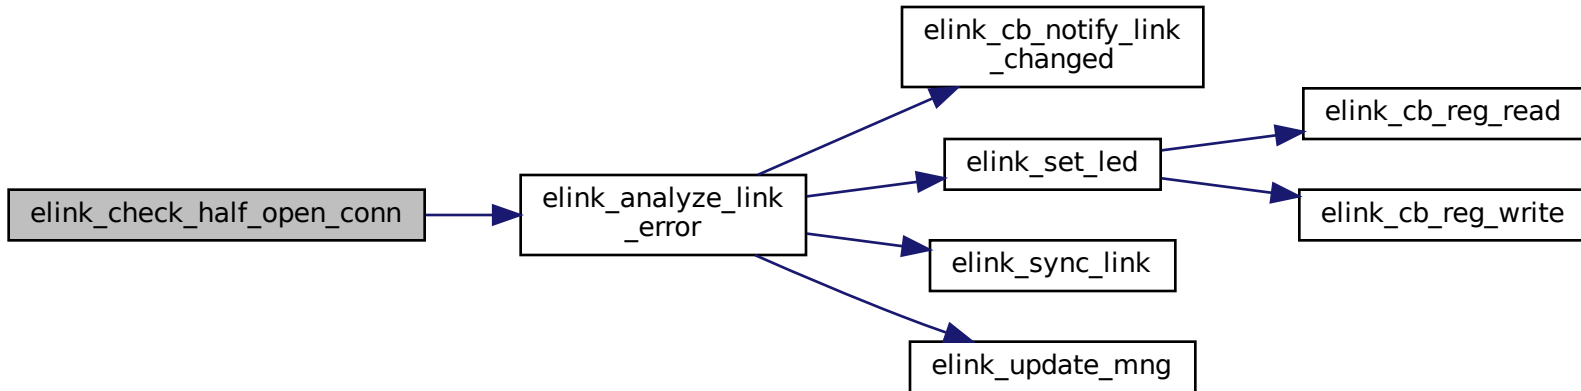 elink_check_half_open_conn
elink_analyze_link
_error
elink_cb_notify_link
_changed
elink_set_led
elink_sync_link
elink_update_mng
elink_cb_reg_read
elink_cb_reg_write